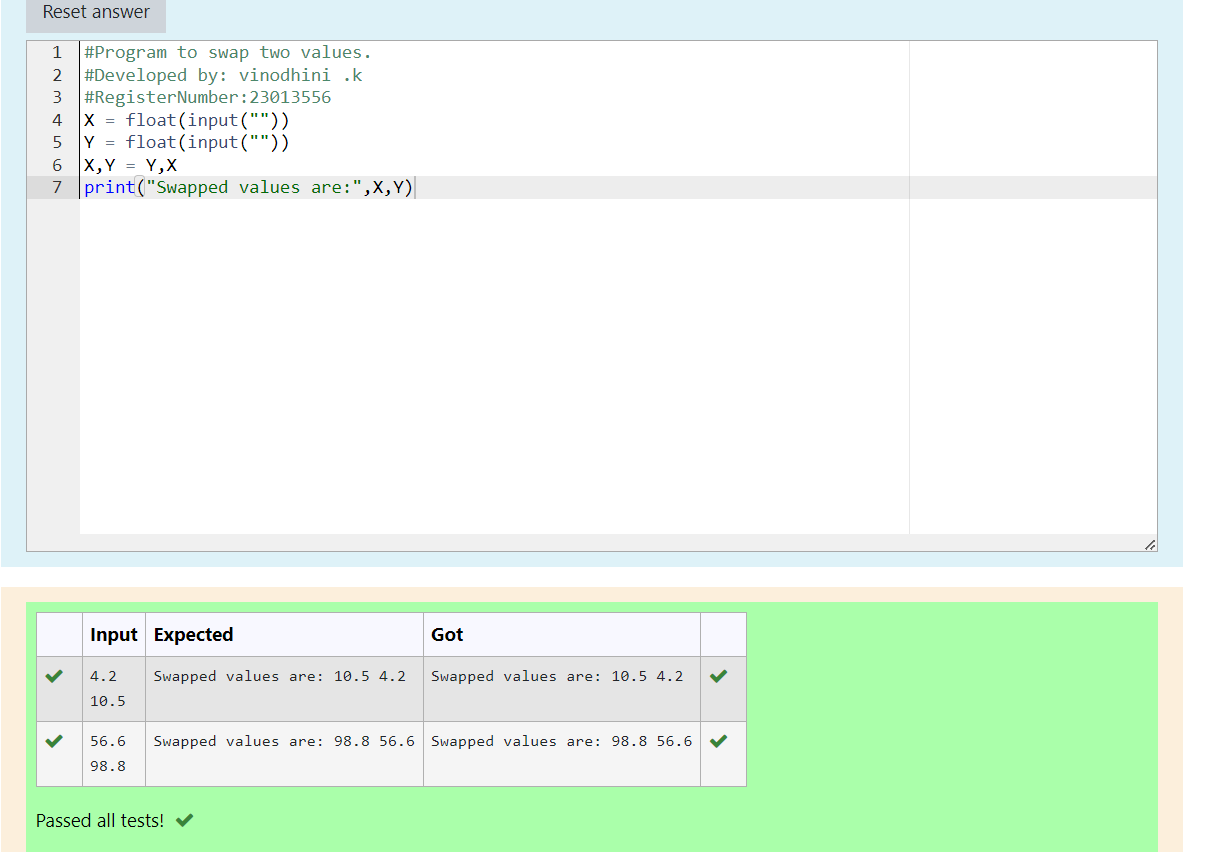 Reset answer
1 #Program to swap two values.
2 #Developed by: vinodhini .k
3 #RegisterNumber:23013556
4 X = float(input(""))
5 Y = float(input(""))
6 X,Y = Y,X
7 print("Swapped values are:",X,Y)
Input Expected Got
4.2 Swapped values are: 10.5 4.2 Swapped values are: 10.5 4.2
10.5
56.6 Swapped values are: 98.8 56.6 Swapped values are: 98.8 56.6
98.8
Passed all tests!